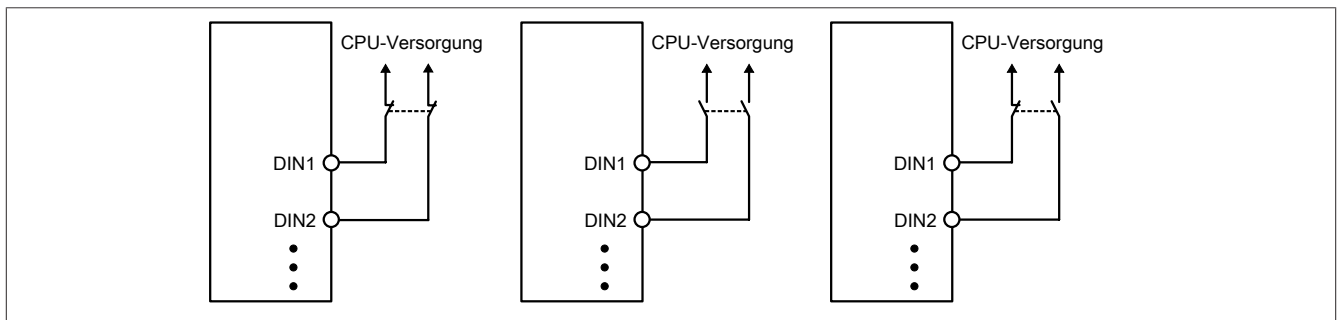 CPU-Versorgung CPU-Versorgung CPU-Versorgung
DIN1 DIN1 DIN1
DIN2 DIN2 DIN2